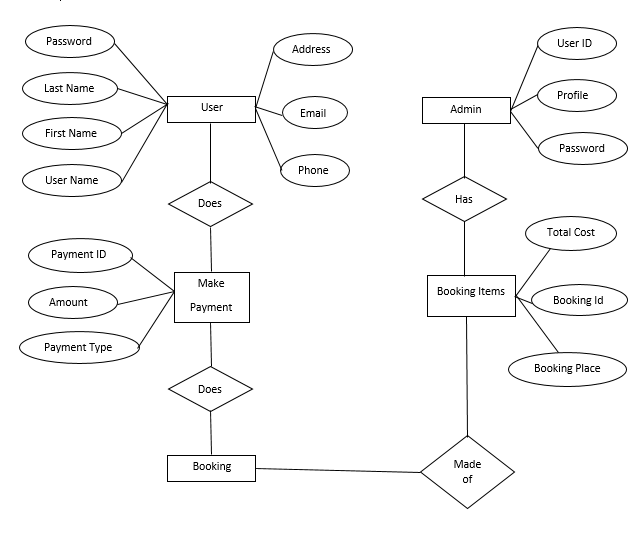 Password
Address
User ID
Last Name
User
Admin
Profile
Email
First Name
Password
Phone
User Name
Does
Has
Total Cost
Payment ID
Make
Payment
Booking Items
Booking Id
Amount
Payment Type
Booking Place
Does
Booking
Made
of